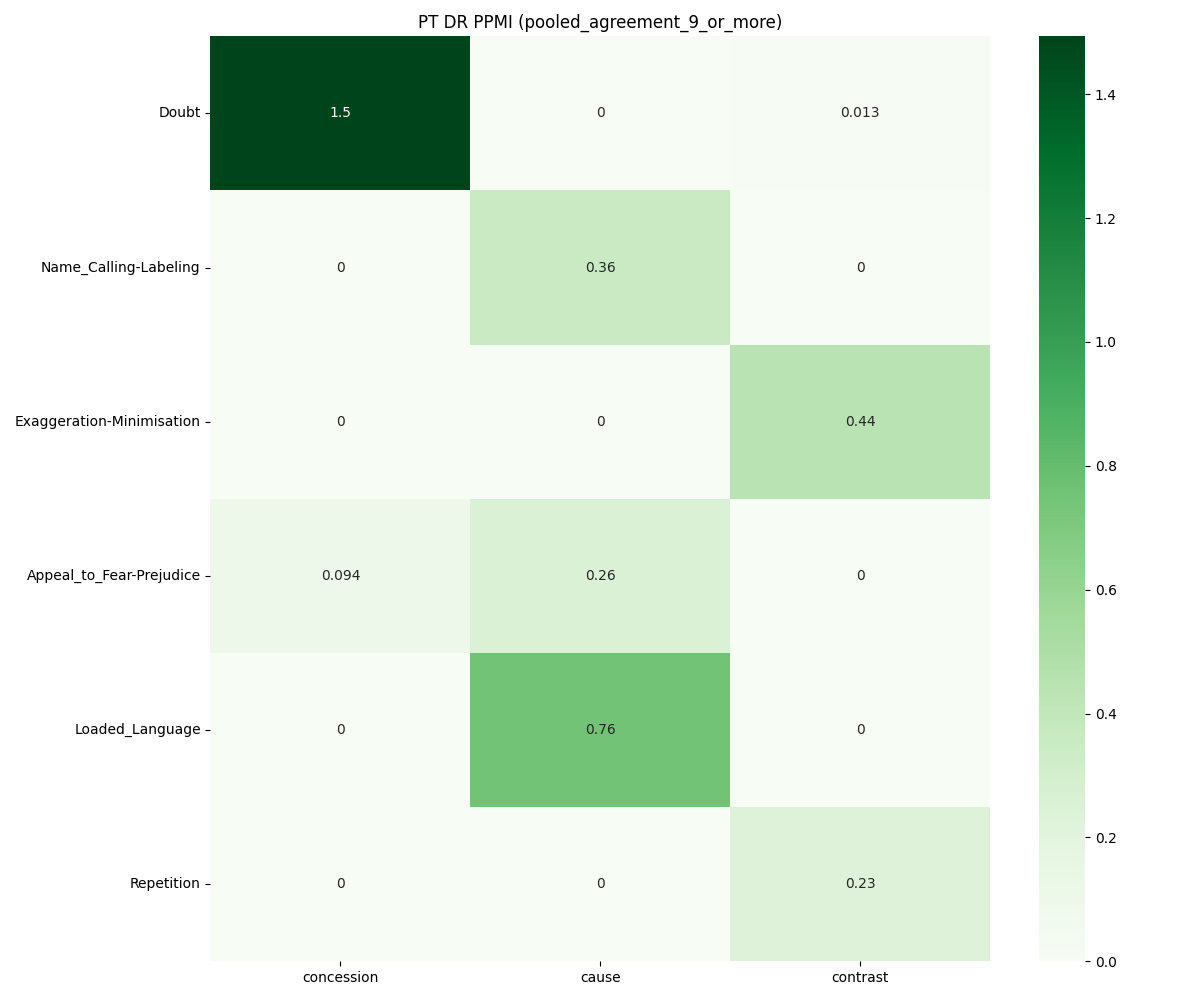 PT DR PPMI (pooled_agreement_9_or_more)
Doubt 1.5 0 0.013
Name_Calling-Labeling 0 0.36 0
Exaggeration-Minimisation 0 0 0.44
Appeal_to_Fear-Prejudice 0.094 0.26 0
Loaded_Language 0 0.76 0
Repetition 0 0 0.23
concession cause contrast
1.4
1.2
1.0
0.8
0.6
0.4
0.2
0.0